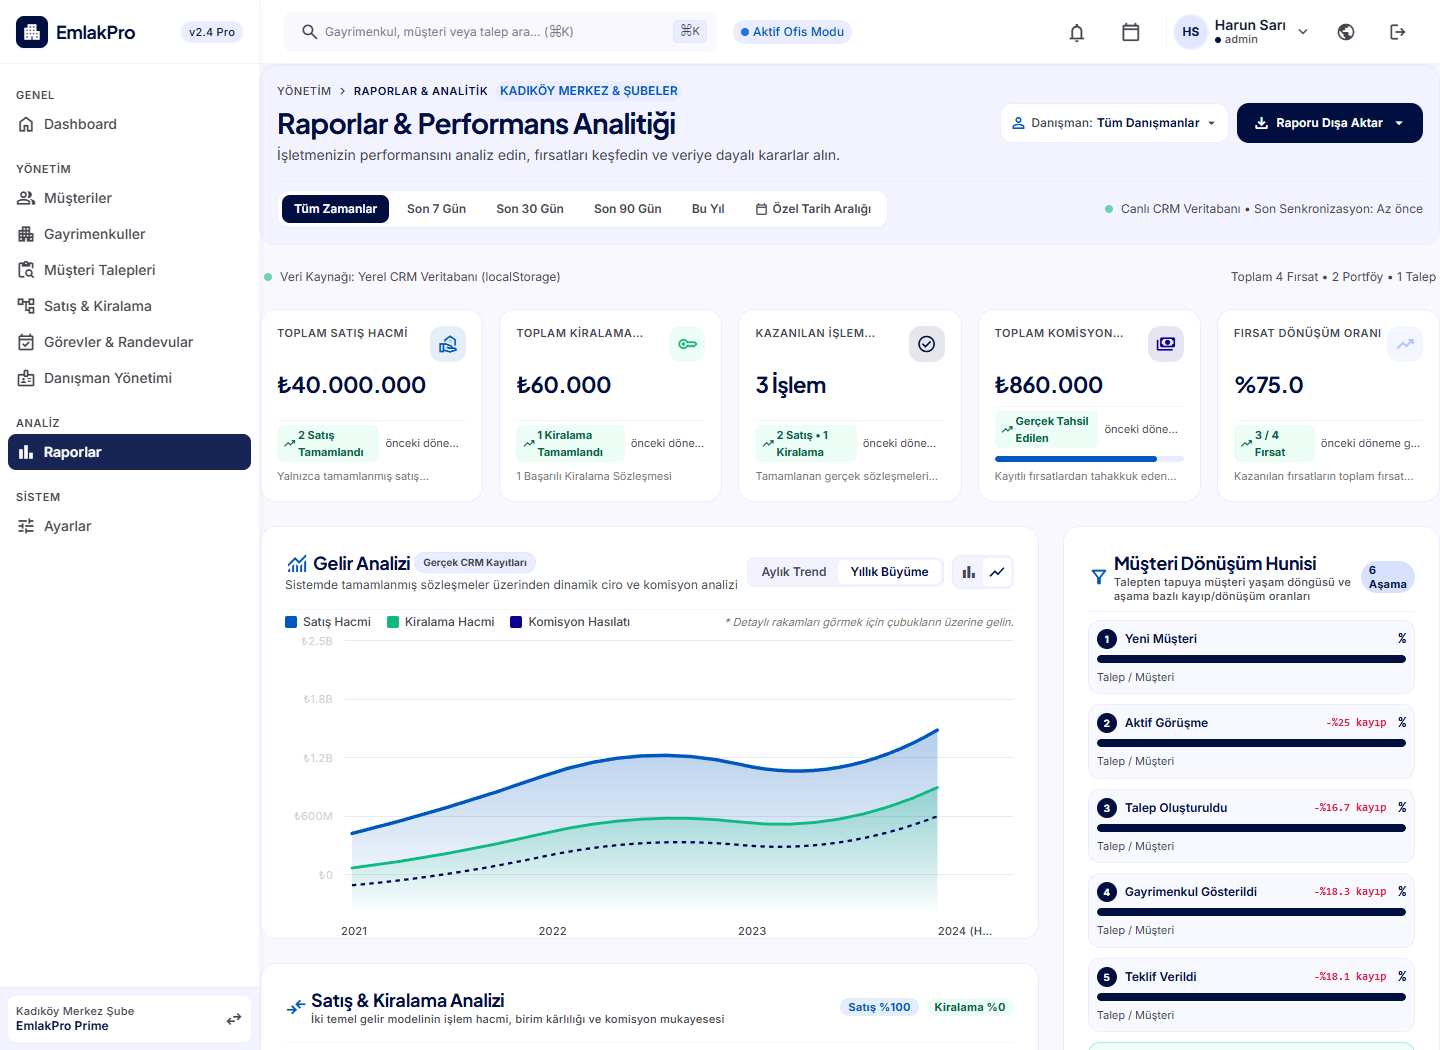 EmlakPro
v2.4 Pro
Gayrimenkul, müşteri veya talep ara... (⌘K)
⌘K
Aktif Ofis Modu
HS
Harun Sarı
admin
GENEL
Dashboard
YÖNETİM
Müşteriler
Gayrimenkuller
Müşteri Talepleri
Satış & Kiralama
Görevler & Randevular
Danışman Yönetimi
ANALİZ
Raporlar
SİSTEM
Ayarlar
Kadıköy Merkez Şube
EmlakPro Prime
YÖNETİM > RAPORLAR & ANALİTİK KADIKÖY MERKEZ & ŞUBELER
Raporlar & Performans Analitiği
İşletmenizin performansını analiz edin, fırsatları keşfedin ve veriye dayalı kararlar alın.
Danışman: Tüm Danışmanlar
Raporu Dışa Aktar
Tüm Zamanlar
Son 7 Gün
Son 30 Gün
Son 90 Gün
Bu Yıl
Özel Tarih Aralığı
Canlı CRM Veritabanı • Son Senkronizasyon: Az önce
Veri Kaynağı: Yerel CRM Veritabanı (localStorage)
Toplam 4 Fırsat • 2 Portföy • 1 Talep
TOPLAM SATIŞ HACMİ
₺40.000.000
2 Satış
Tamamlandı
önceki döne...
Yalnızca tamamlanmış satış...
TOPLAM KİRALAMA...
₺60.000
1 Kiralama
Tamamlandı
önceki döne...
1 Başarılı Kiralama Sözleşmesi
KAZANILAN İŞLEM...
3 İşlem
2 Satış • 1
Kiralama
önceki döne...
Tamamlanan gerçek sözleşmeleri...
TOPLAM KOMİSYON...
₺860.000
Gerçek Tahsil
Edilen
önceki döne...
Kayıtlı fırsatlardan tahakkuk eden...
FIRSAT DÖNÜŞÜM ORANI
%75.0
3 / 4
Fırsat
önceki döneme g...
Kazanılan fırsatların toplam fırsat...
Gelir Analizi
Gerçek CRM Kayıtları
Sistemde tamamlanmış sözleşmeler üzerinden dinamik ciro ve komisyon analizi
Aylık Trend
Yıllık Büyüme
Satış Hacmi
Kiralama Hacmi
Komisyon Hasılatı
* Detaylı rakamları görmek için çubukların üzerine gelin.
₺2.5B
₺1.8B
₺1.2B
₺600M
₺0
2021
2022
2023
2024 (H...
Satış & Kiralama Analizi
İki temel gelir modelinin işlem hacmi, birim kârlılığı ve komisyon mukayesesi
Satış %100
Kiralama %0
Müşteri Dönüşüm Hunisi
Talepten tapuya müşteri yaşam döngüsü ve
aşama bazlı kayıp/dönüşüm oranları
6
Aşama
1 Yeni Müşteri %
Talep / Müşteri
2 Aktif Görüşme -%25 kayıp %
Talep / Müşteri
3 Talep Oluşturuldu -%16.7 kayıp %
Talep / Müşteri
4 Gayrimenkul Gösterildi -%18.3 kayıp %
Talep / Müşteri
5 Teklif Verildi -%18.1 kayıp %
Talep / Müşteri